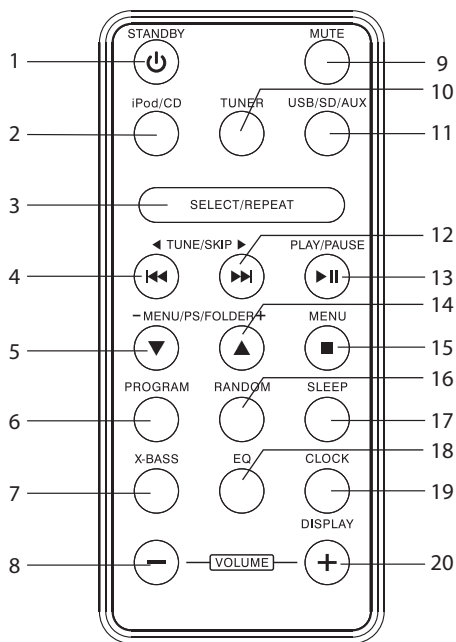 STANDBY MUTE
1 9
10
iPod/CD TUNER USB/SD/AUX
2 11
3 SELECT/REPEAT
12
◀ TUNE/SKIP ▶ PLAY/PAUSE
4 13
14
- MENU/PS/FOLDER + MENU
5 15
16
PROGRAM RANDOM SLEEP
6 17
18
X-BASS EQ CLOCK
7 19
DISPLAY
8 - VOLUME + 20